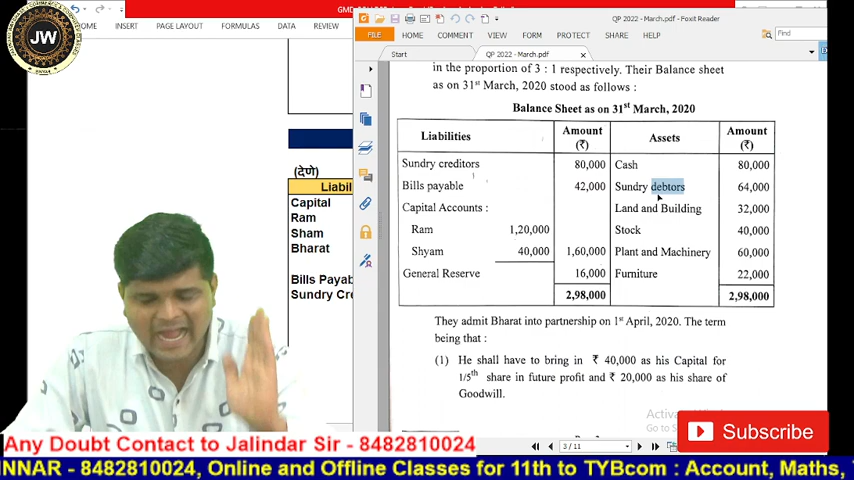 GMD
QP 2022 - March.pdf - Foxit Reader
HOME INSERT PAGE LAYOUT FORMULAS DATA REVIEW
FILE HOME COMMENT VIEW FORM PROTECT SHARE HELP
Find
Start QP 2022 - March.pdf
JW
in the proportion of 3 : 1 respectively. Their Balance sheet
as on 31st March, 2020 stood as follows :
Balance Sheet as on 31st March, 2020
Liabilities Amount (₹) Assets Amount (₹)
Sundry creditors 80,000 Cash 80,000
Bills payable 42,000 Sundry debtors 64,000
Capital Accounts : Land and Building 32,000
Ram 1,20,000 Stock 40,000
Shyam 40,000 1,60,000 Plant and Machinery 60,000
General Reserve 16,000 Furniture 22,000
2,98,000 2,98,000
They admit Bharat into partnership on 1st April, 2020. The term
being that :
(1) He shall have to bring in ₹ 40,000 as his Capital for
1/5th share in future profit and ₹ 20,000 as his share of
Goodwill.
(देणे)
Liabil
Capital
Ram
Sham
Bharat
Bills Payab
Sundry Cre
3 / 11
Subscribe
Any Doubt Contact to Jalindar Sir - 8482810024
INNAR - 8482810024, Online and Offline Classes for 11th to TYBcom : Account, Maths,